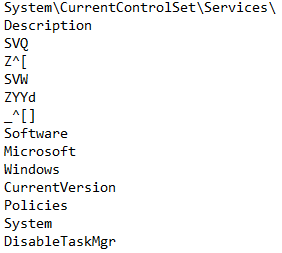 System\CurrentControlSet\Services\
Description
SVQ
Z^[
SVW
ZYYd
_^[]
Software
Microsoft
Windows
CurrentVersion
Policies
System
DisableTaskMgr